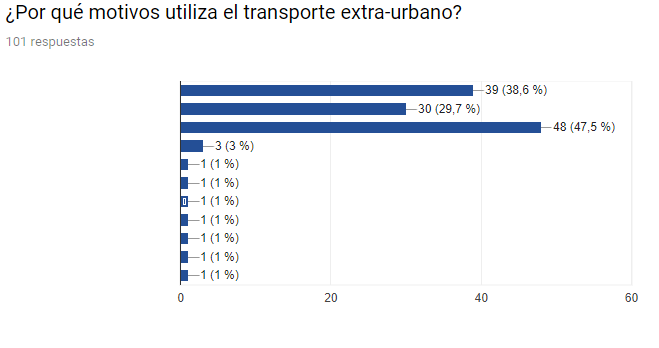 ¿Por qué motivos utiliza el transporte extra-urbano?
101 respuestas
39 (38,6 %)
30 (29,7 %)
48 (47,5 %)
3 (3 %)
1 (1 %)
1 (1 %)
1 (1 %)
1 (1 %)
1 (1 %)
1 (1 %)
1 (1 %)
0 20 40 60